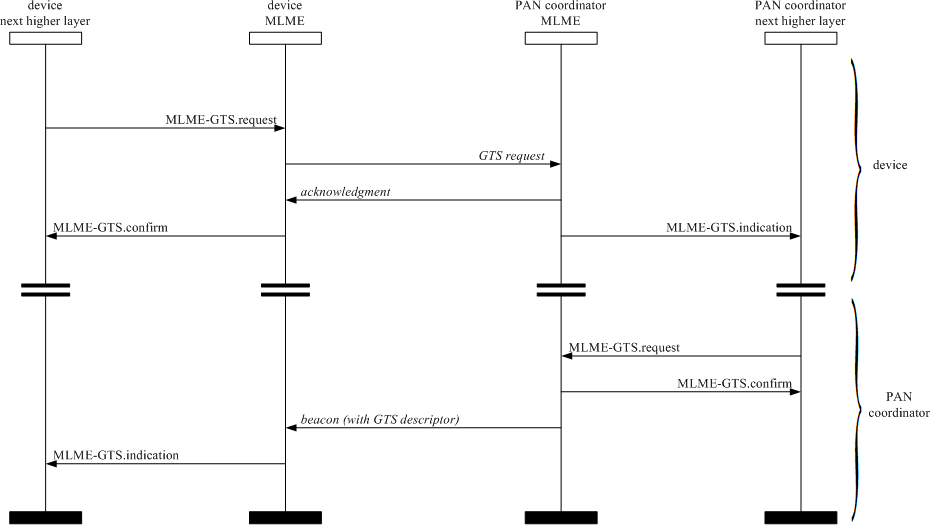 device
next higher layer
device
MLME
PAN coordinator
MLME
PAN coordinator
next higher layer
MLME-GTS.request
GTS request
device
acknowledgment
MLME-GTS.confirm
MLME-GTS.indication
MLME-GTS.request
MLME-GTS.confirm
PAN
coordinator
beacon (with GTS descriptor)
MLME-GTS.indication